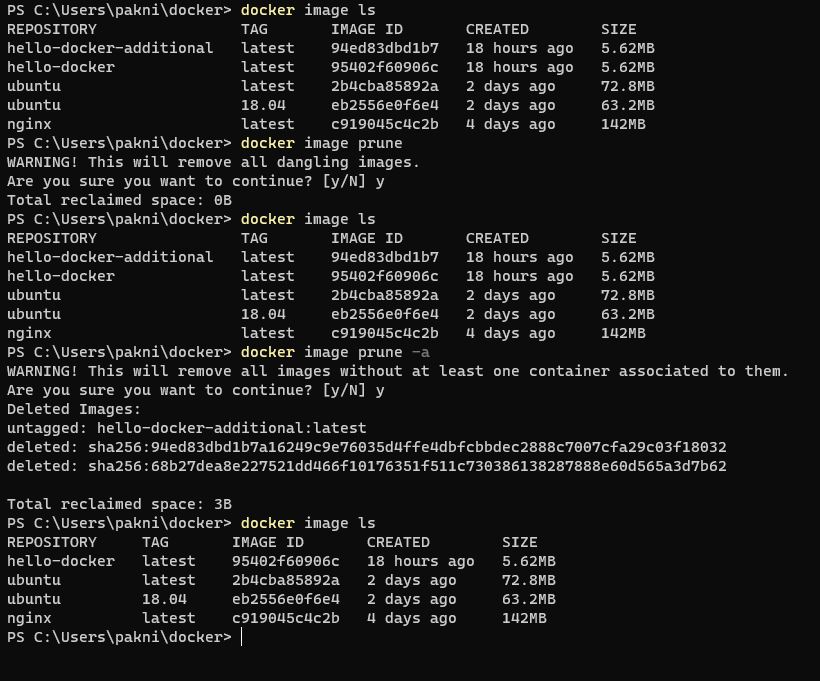 PS C:\Users\pakni\docker> docker image ls
REPOSITORY                TAG       IMAGE ID       CREATED        SIZE
hello-docker-additional   latest    94ed83dbd1b7   18 hours ago   5.62MB
hello-docker              latest    95402f60906c   18 hours ago   5.62MB
ubuntu                    latest    2b4cba85892a   2 days ago     72.8MB
ubuntu                    18.04     eb2556e0f6e4   2 days ago     63.2MB
nginx                     latest    c919045c4c2b   4 days ago     142MB
PS C:\Users\pakni\docker> docker image prune
WARNING! This will remove all dangling images.
Are you sure you want to continue? [y/N] y
Total reclaimed space: 0B
PS C:\Users\pakni\docker> docker image ls
REPOSITORY                TAG       IMAGE ID       CREATED        SIZE
hello-docker-additional   latest    94ed83dbd1b7   18 hours ago   5.62MB
hello-docker              latest    95402f60906c   18 hours ago   5.62MB
ubuntu                    latest    2b4cba85892a   2 days ago     72.8MB
ubuntu                    18.04     eb2556e0f6e4   2 days ago     63.2MB
nginx                     latest    c919045c4c2b   4 days ago     142MB
PS C:\Users\pakni\docker> docker image prune -a
WARNING! This will remove all images without at least one container associated to them.
Are you sure you want to continue? [y/N] y
Deleted Images:
untagged: hello-docker-additional:latest
deleted: sha256:94ed83dbd1b7a16249c9e76035d4ffe4dbfcbbdec2888c7007cfa29c03f18032
deleted: sha256:68b27dea8e227521dd466f10176351f511c730386138287888e60d565a3d7b62
Total reclaimed space: 3B
PS C:\Users\pakni\docker> docker image ls
REPOSITORY     TAG       IMAGE ID       CREATED        SIZE
hello-docker   latest    95402f60906c   18 hours ago   5.62MB
ubuntu         latest    2b4cba85892a   2 days ago     72.8MB
ubuntu         18.04     eb2556e0f6e4   2 days ago     63.2MB
nginx          latest    c919045c4c2b   4 days ago     142MB
PS C:\Users\pakni\docker>